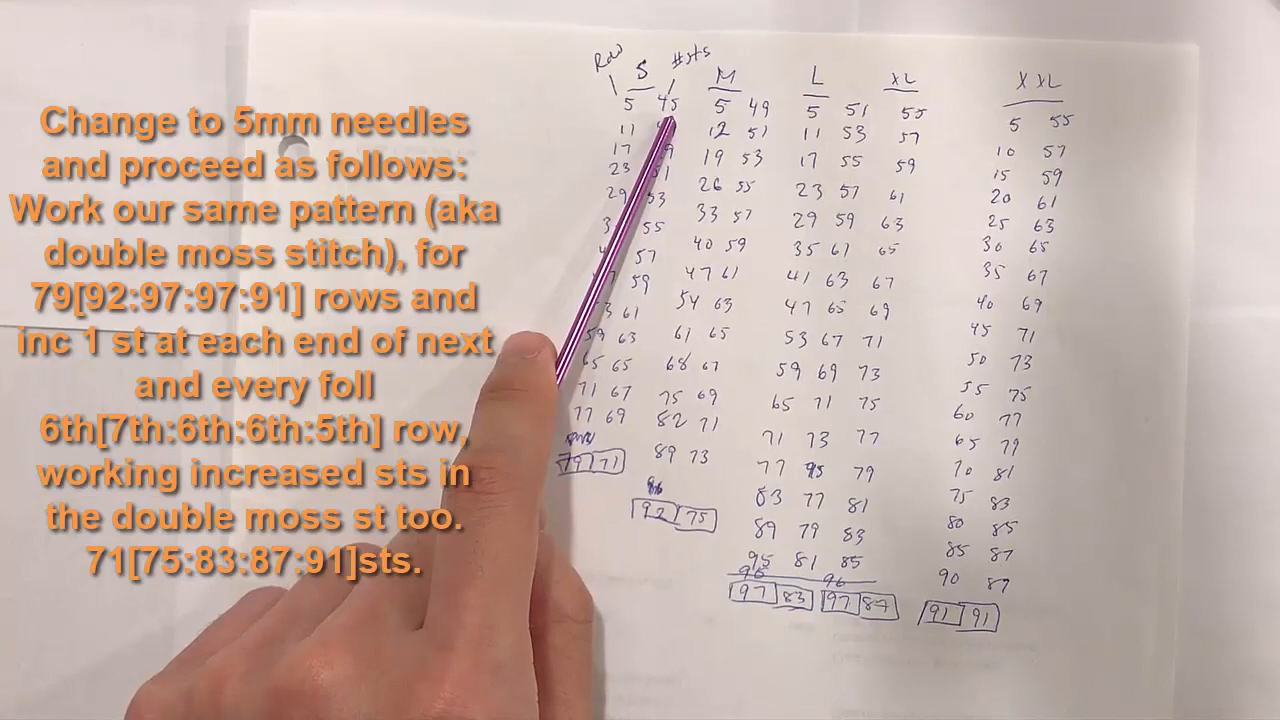 Change to 5mm needles
and proceed as follows:
Work our same pattern (aka
double moss stitch), for
79[92:97:97:91] rows and
inc 1 st at each end of next
and every foll
6th[7th:6th:6th:5th] row,
working increased sts in
the double moss st too.
71[75:83:87:91]sts.
Row #sts
S M L XL XXL
5 45 5 49 5 51 55 5 55
11 12 51 11 53 57 10 57
17 19 53 17 55 59 15 59
23 51 26 55 23 57 61 20 61
29 53 33 57 29 59 63 25 63
55 40 59 35 61 65 30 65
57 47 61 41 63 67 35 67
59 54 63 47 65 69 40 69
61 61 65 53 67 71 45 71
59 63 68 67 59 69 73 50 73
65 65 75 69 65 71 75 55 75
71 67 82 71 71 73 77 60 77
77 69 89 73 77 79 65 79
79 71 92 75 83 77 81 70 81
89 79 83 75 83
95 81 85 80 85
96 96 85 87
97 83 97 87 90 87
91 91